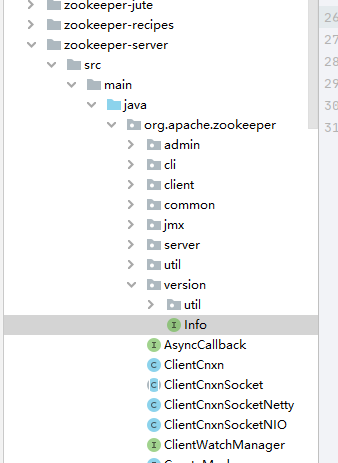 zookeeper-jute
zookeeper-recipes
zookeeper-server
src
main
java
org.apache.zookeeper
admin
cli
client
common
jmx
server
util
version
util
I Info
I AsyncCallback
C ClientCnxn
C ClientCnxnSocket
C ClientCnxnSocketNetty
C ClientCnxnSocketNIO
I ClientWatchManager
26
27
28
29
30
31